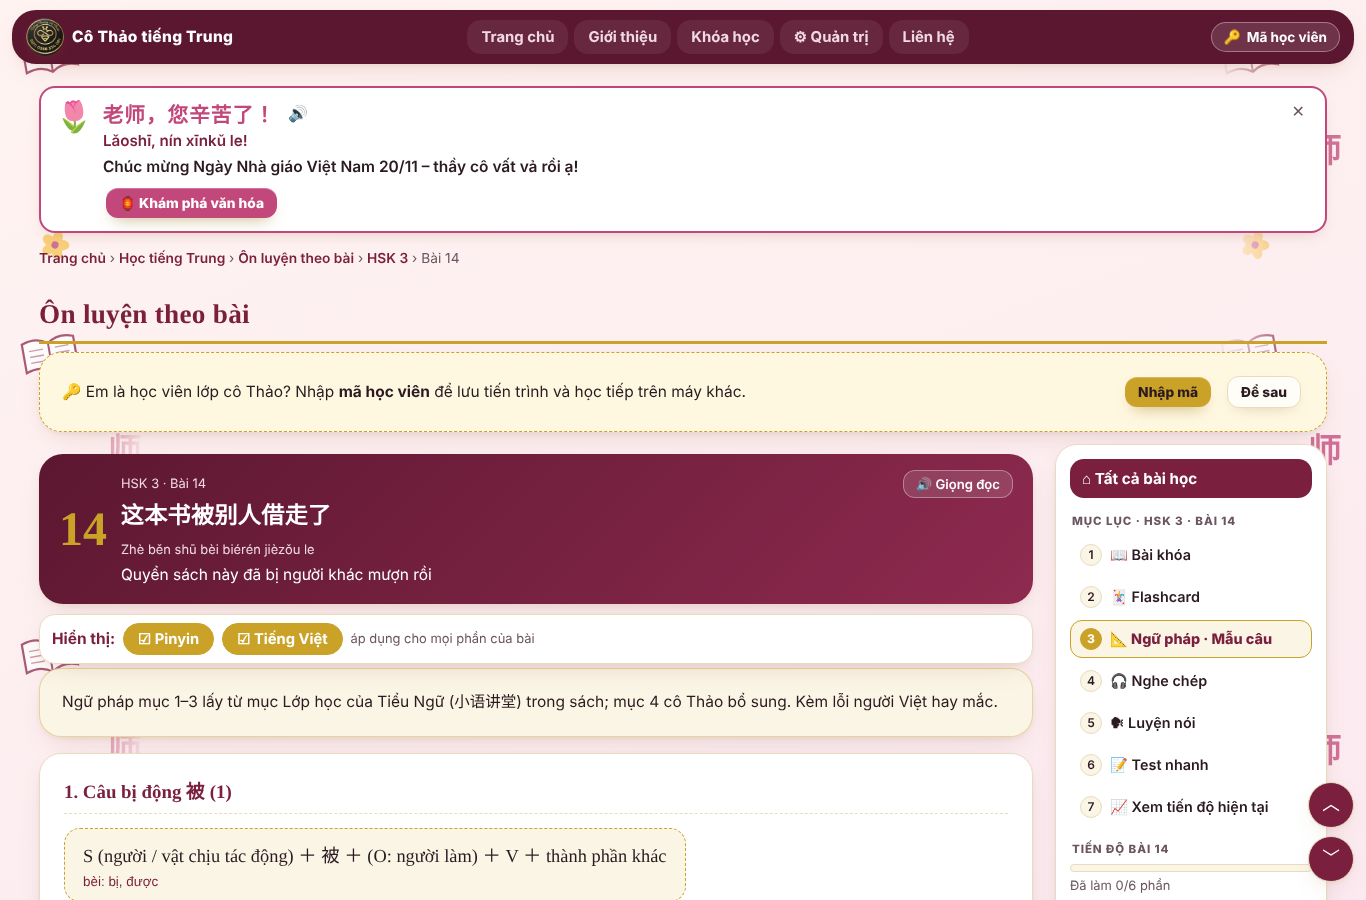 Cô Thảo tiếng Trung
Trang chủ
Giới thiệu
Khóa học
⚙ Quản trị
Liên hệ
🔑 Mã học viên
老师，您辛苦了！ 🔊
Lǎoshī, nín xīnkǔ le!
Chúc mừng Ngày Nhà giáo Việt Nam 20/11 – thầy cô vất vả rồi ạ!
🏮 Khám phá văn hóa
×
Trang chủ › Học tiếng Trung › Ôn luyện theo bài › HSK 3 › Bài 14
Ôn luyện theo bài
🔑 Em là học viên lớp cô Thảo? Nhập mã học viên để lưu tiến trình và học tiếp trên máy khác.
Nhập mã
Để sau
师
师
师
师
师
14
HSK 3 · Bài 14
这本书被别人借走了
Zhè běn shū bèi biérén jièzǒu le
Quyển sách này đã bị người khác mượn rồi
🔊 Giọng đọc
Hiển thị:
☑ Pinyin
☑ Tiếng Việt
áp dụng cho mọi phần của bài
Ngữ pháp mục 1–3 lấy từ mục Lớp học của Tiểu Ngữ (小语讲堂) trong sách; mục 4 cô Thảo bổ sung. Kèm lỗi người Việt hay mắc.
1. Câu bị động 被 (1)
S (người / vật chịu tác động) ＋ 被 ＋ (O: người làm) ＋ V ＋ thành phần khác
bèi: bị, được
⌂ Tất cả bài học
MỤC LỤC · HSK 3 · BÀI 14
1 📖 Bài khóa
2 🃏 Flashcard
3 📐 Ngữ pháp · Mẫu câu
4 🎧 Nghe chép
5 🗣 Luyện nói
6 📝 Test nhanh
7 📈 Xem tiến độ hiện tại
TIẾN ĐỘ BÀI 14
Đã làm 0/6 phần